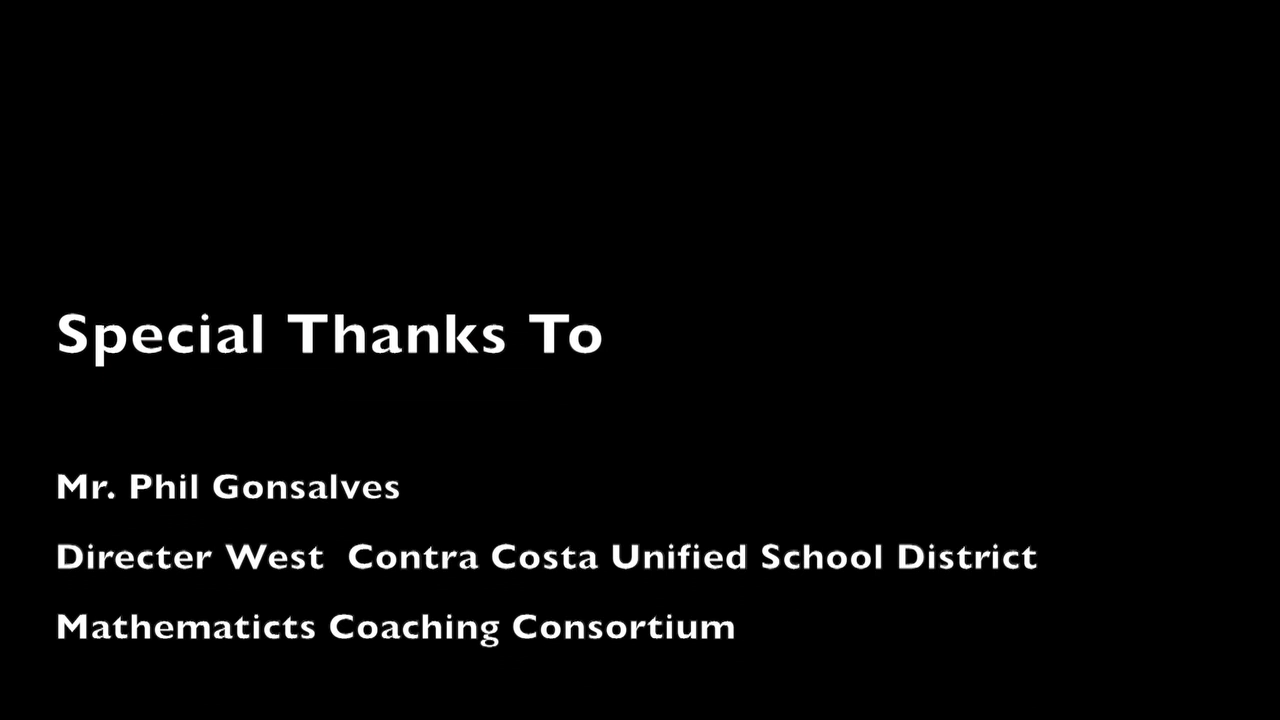 Special Thanks To
Mr. Phil Gonsalves
Directer West  Contra Costa Unified School District
Mathematicts Coaching Consortium